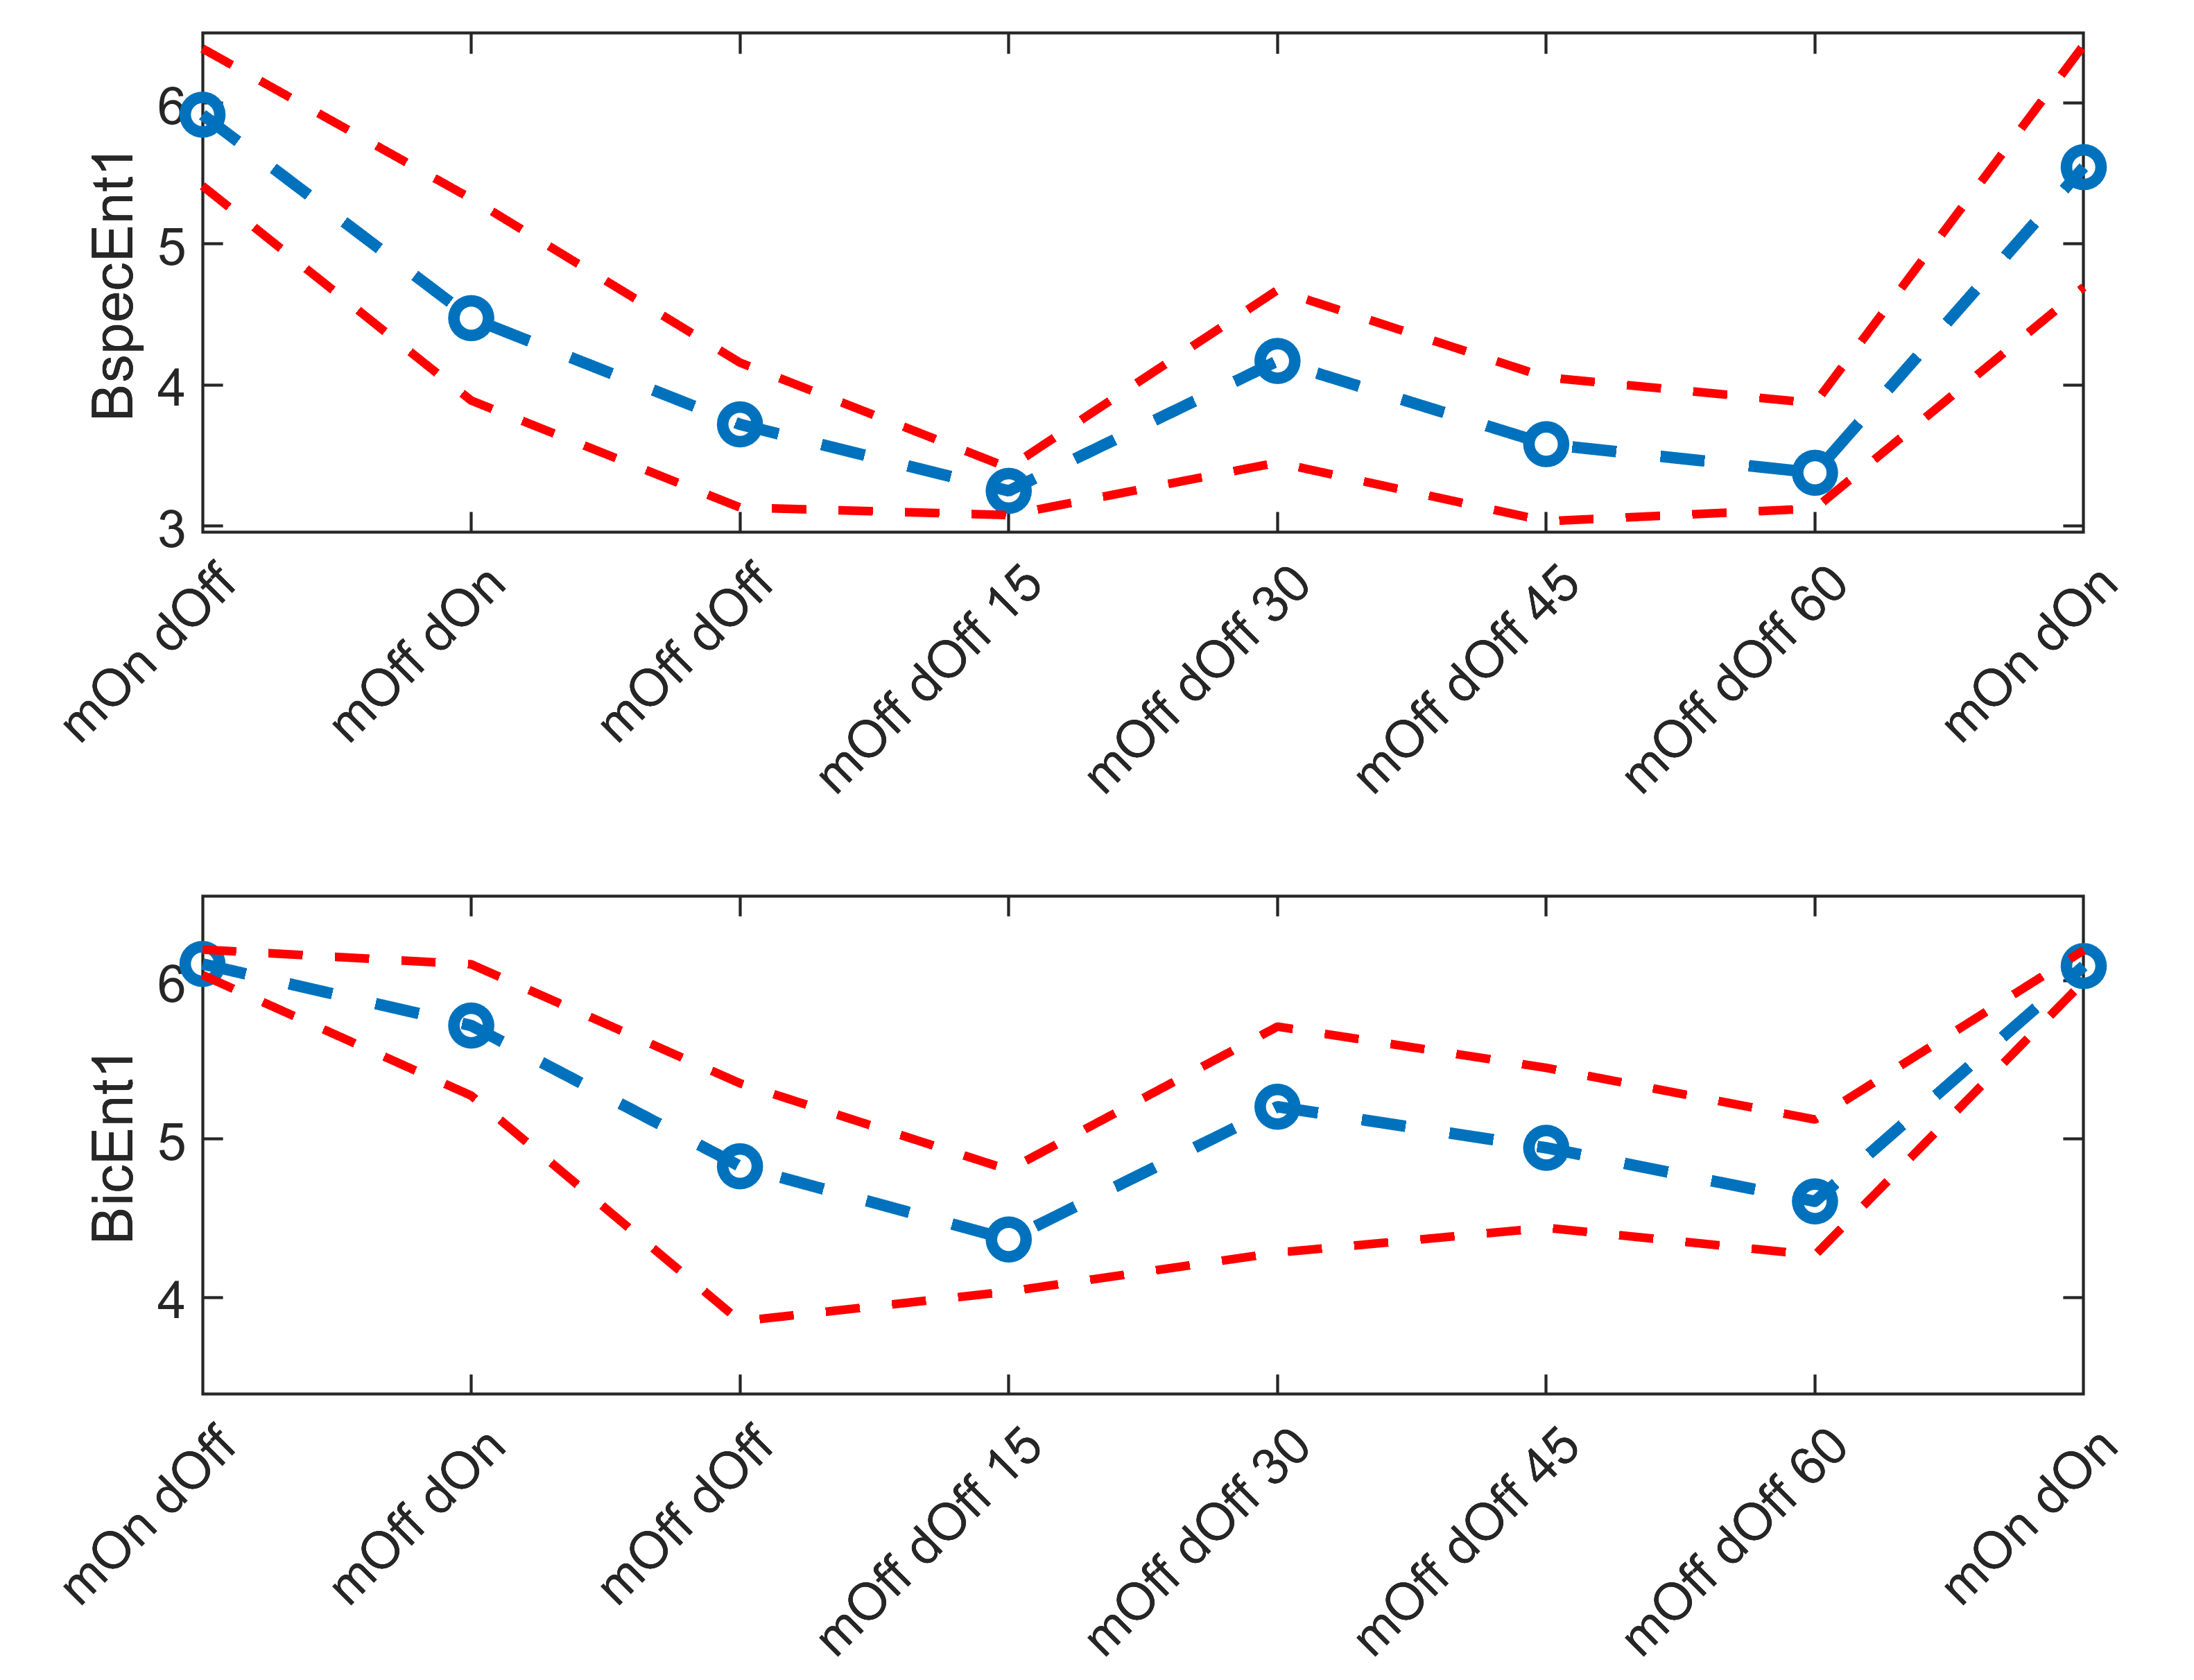 BspecEnt1
6
5
4
3
mOn dOff
mOff dOn
mOff dOff
mOff dOff 15
mOff dOff 30
mOff dOff 45
mOff dOff 60
mOn dOn
BicEnt1
6
5
4
mOn dOff
mOff dOn
mOff dOff
mOff dOff 15
mOff dOff 30
mOff dOff 45
mOff dOff 60
mOn dOn